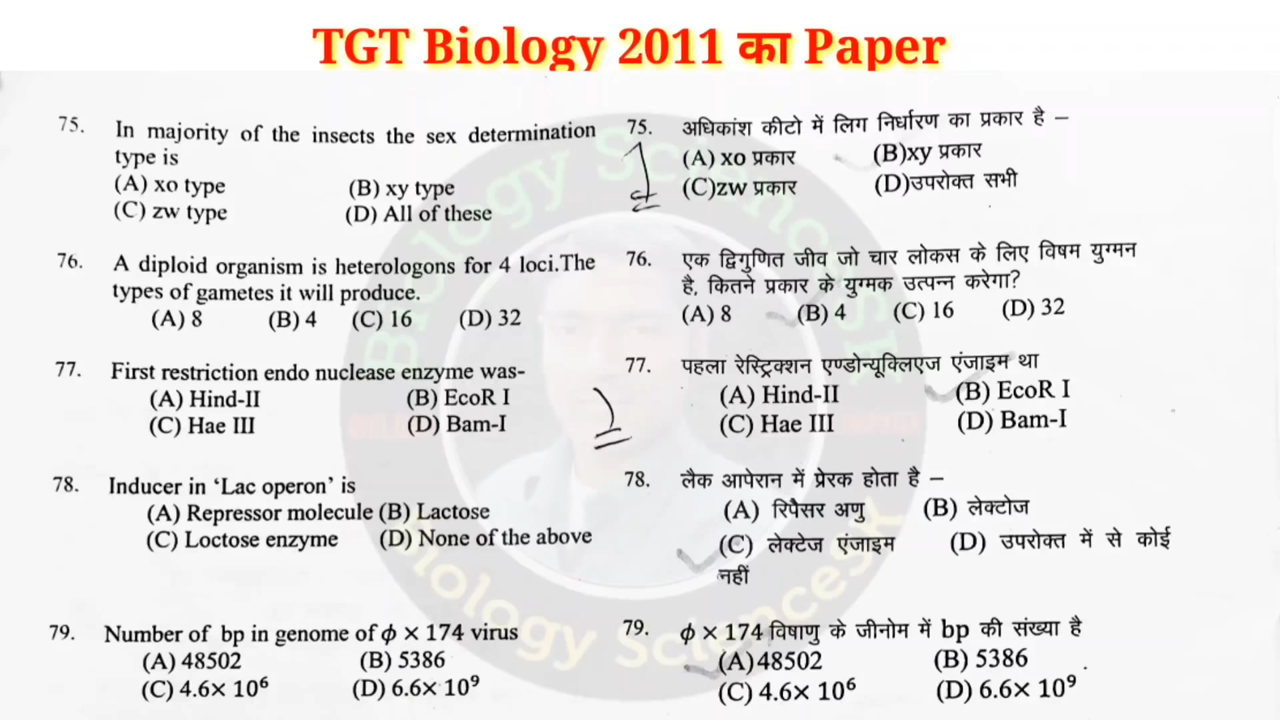 TGT Biology 2011 का Paper
75. In majority of the insects the sex determination
type is
(A) xo type (B) xy type
(C) zw type (D) All of these
76. A diploid organism is heterologons for 4 loci.The
types of gametes it will produce.
(A) 8 (B) 4 (C) 16 (D) 32
77. First restriction endo nuclease enzyme was-
(A) Hind-II (B) EcoR I
(C) Hae III (D) Bam-I
78. Inducer in ‘Lac operon’ is
(A) Repressor molecule (B) Lactose
(C) Loctose enzyme (D) None of the above
79. Number of bp in genome of ϕ × 174 virus
(A) 48502 (B) 5386
(C) 4.6× 10⁶ (D) 6.6× 10⁹
75. अधिकांश कीटो में लिग निर्धारण का प्रकार है –
(A) xo प्रकार (B)xy प्रकार
(C)zw प्रकार (D)उपरोक्त सभी
76. एक द्विगुणित जीव जो चार लोकस के लिए विषम युग्मन
है, कितने प्रकार के युग्मक उत्पन्न करेगा?
(A) 8 (B) 4 (C) 16 (D) 32
77. पहला रेस्ट्रिक्शन एण्डोन्यूक्लिएज एंजाइम था
(A) Hind-II (B) EcoR I
(C) Hae III (D) Bam-I
78. लैक आपेरान में प्रेरक होता है –
(A) रिपैसर अणु (B) लेक्टोज
(C) लेक्टेज एंजाइम (D) उपरोक्त में से कोई
नहीं
79. ϕ × 174 विषाणु के जीनोम में bp की संख्या है
(A)48502 (B) 5386
(C) 4.6× 10⁶ (D) 6.6× 10⁹
Biology Sciencesk
Biology Sciencesk